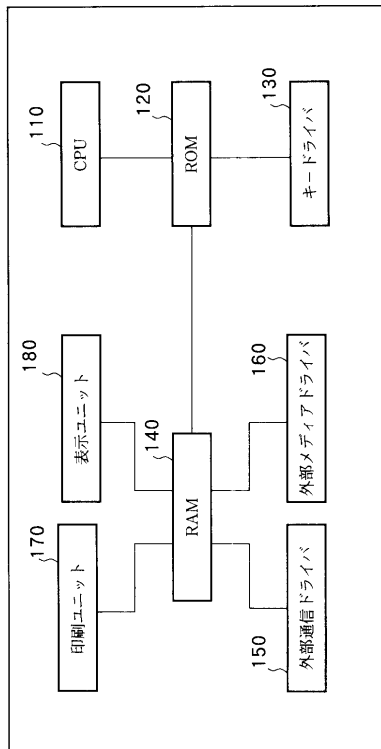 170
180
110
印刷ユニット
表示ユニット
CPU
140
120
RAM
ROM
160
130
外部通信ドライバ
外部メディアドライバ
キードライバ
150